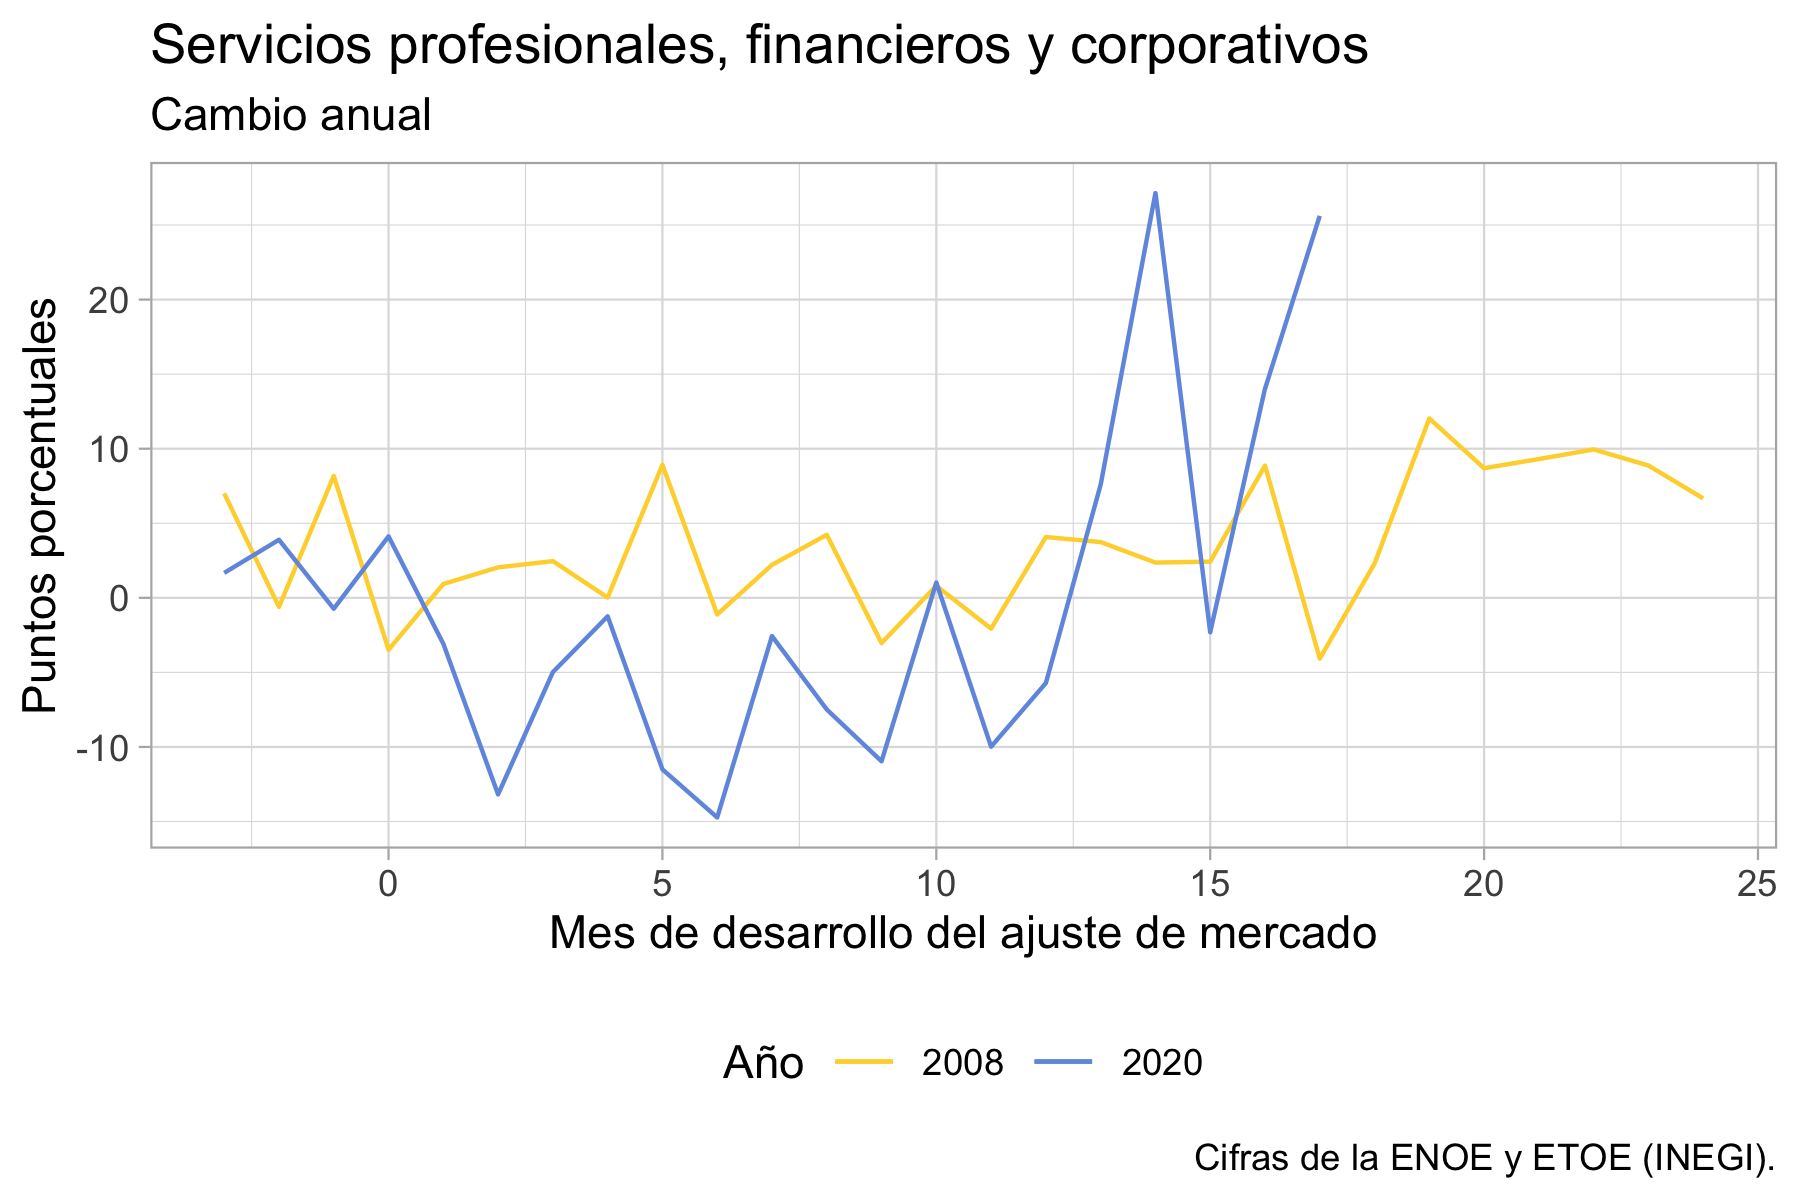 Servicios profesionales, financieros y corporativos
Cambio anual
Puntos porcentuales
20
10
0
-10
0 5 10 15 20 25
Mes de desarrollo del ajuste de mercado
Año 2008 2020
Cifras de la ENOE y ETOE (INEGI).